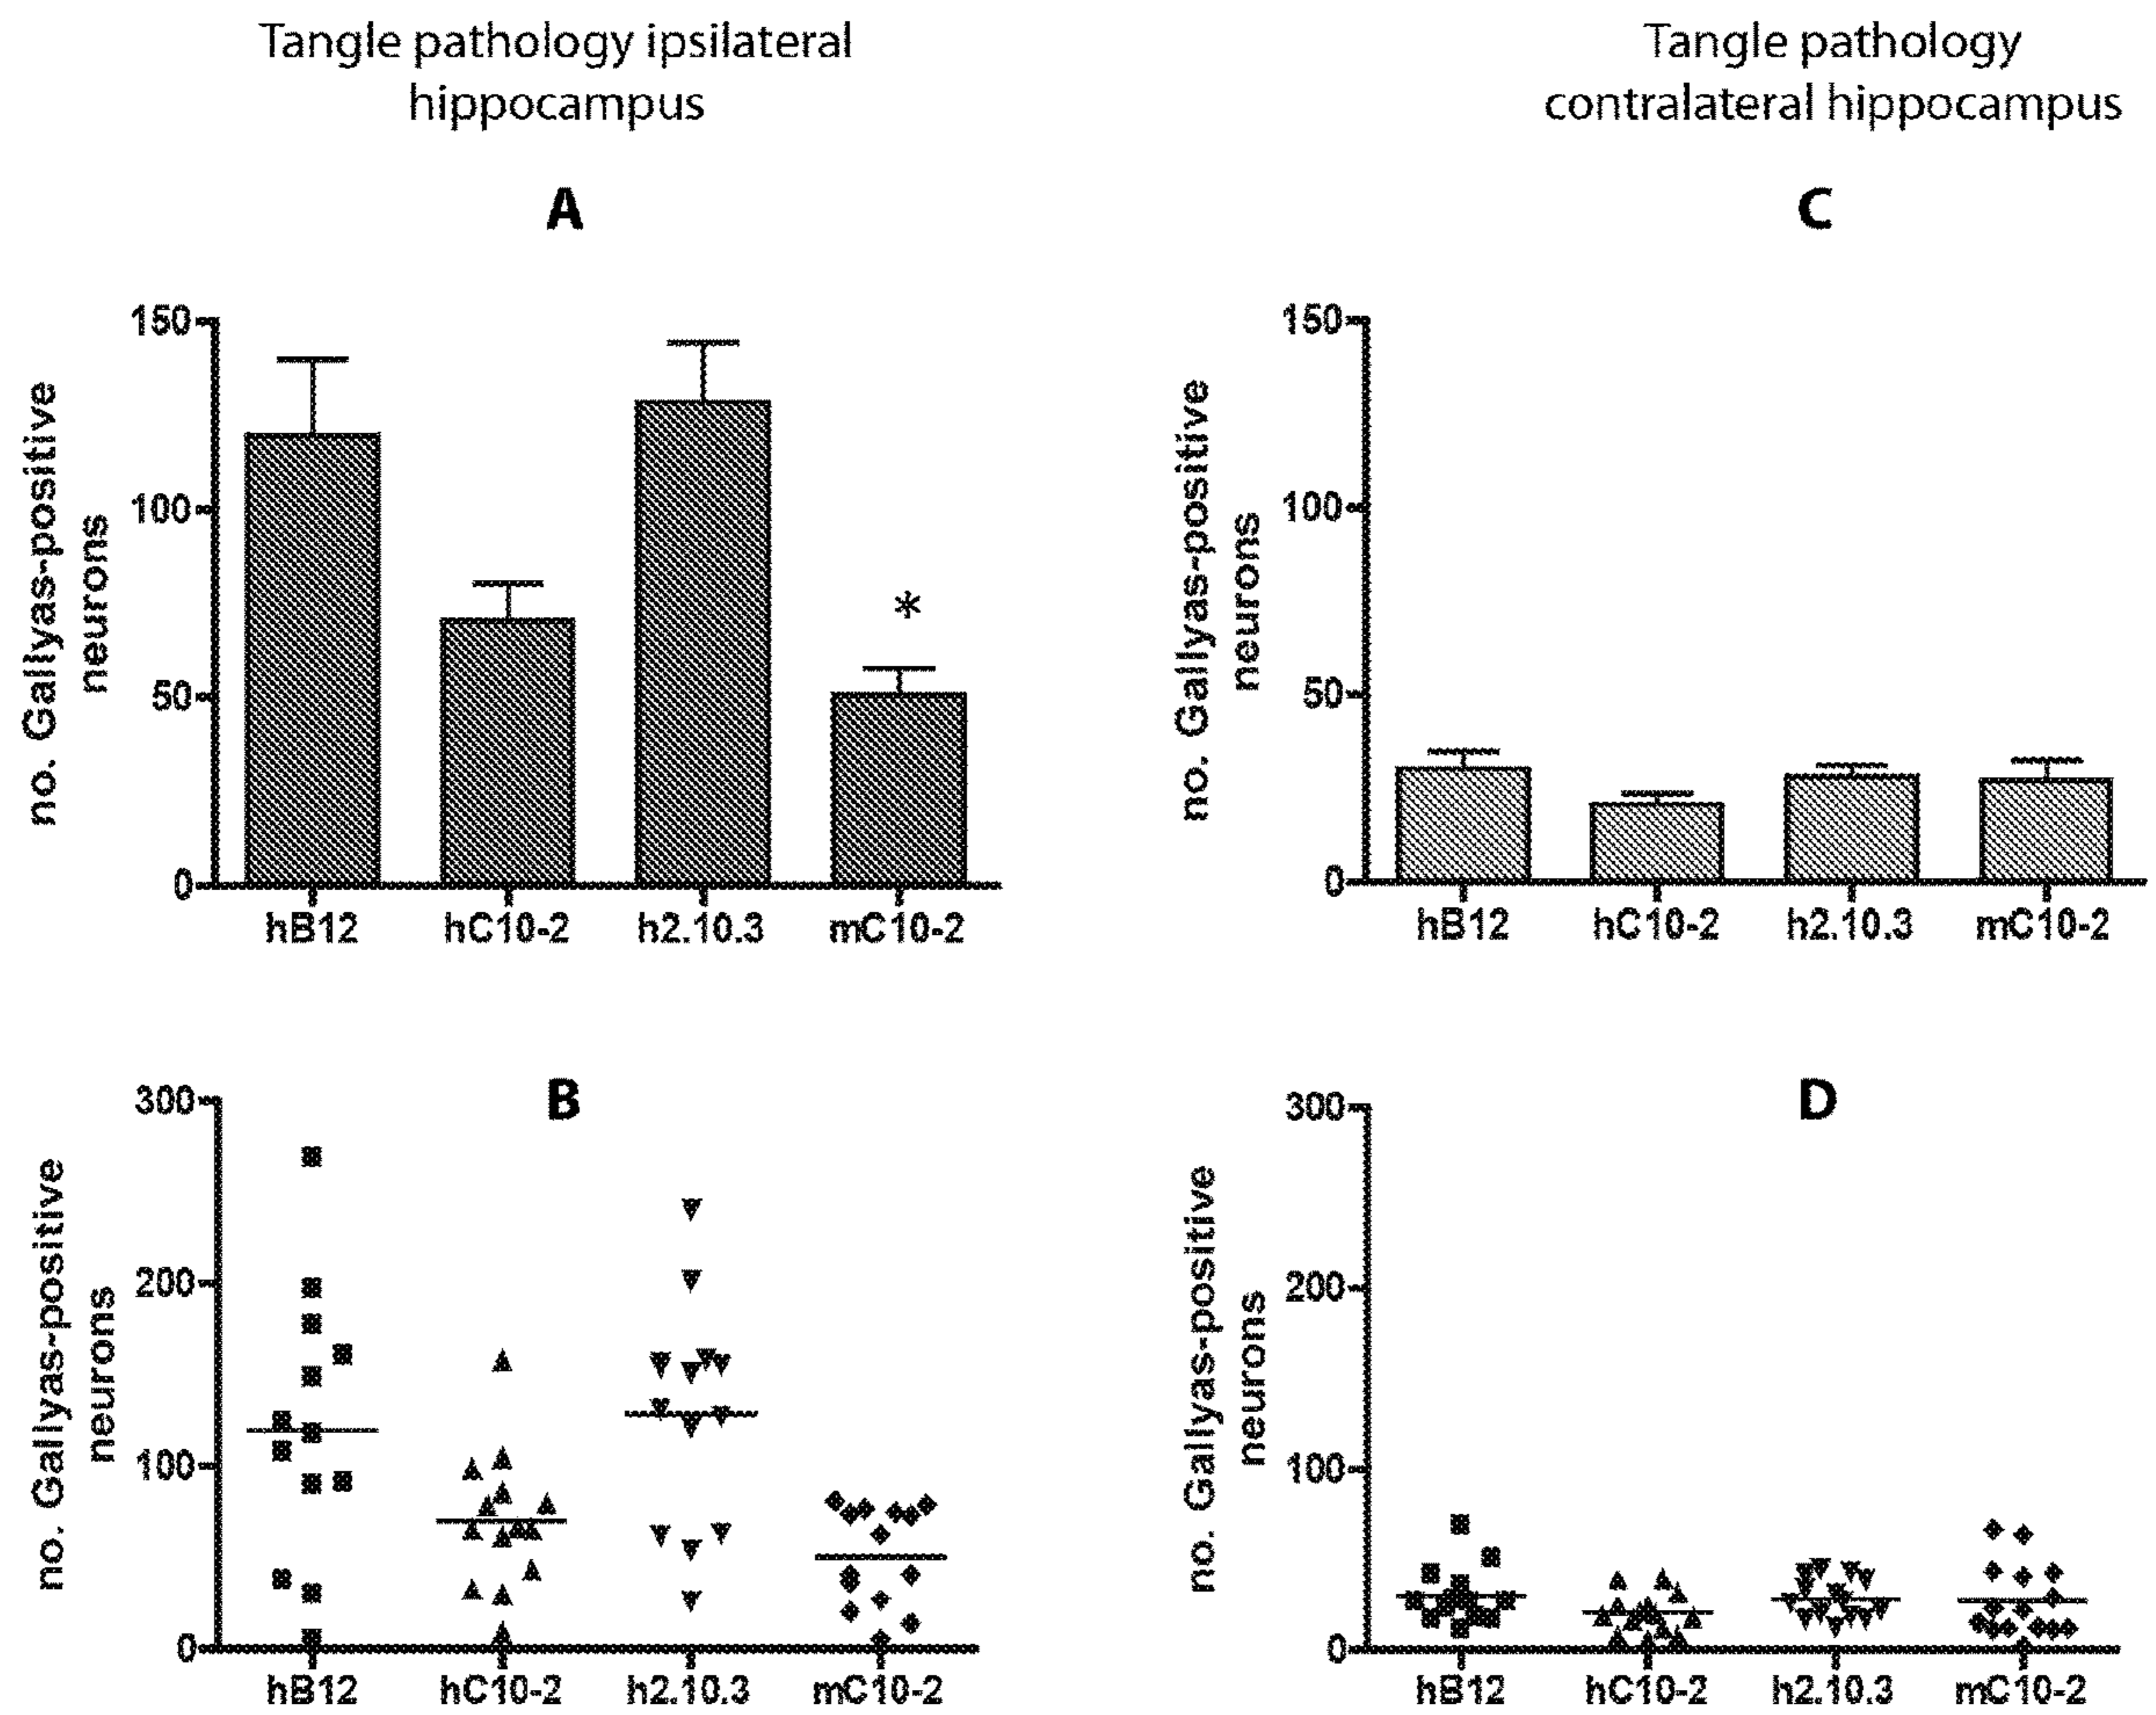 Tangle pathology ipsilateral
hippocampus
Tangle pathology
contralateral hippocampus
A
no. Gallyas-positive
neurons
150
100
50
0
hB12 hC10-2 h2.10.3 mC10-2
*
C
no. Gallyas-positive
neurons
150
100
50
0
hB12 hC10-2 h2.10.3 mC10-2
B
no. Gallyas-positive
neurons
300
200
100
0
hB12 hC10-2 h2.10.3 mC10-2
D
no. Gallyas-positive
neurons
300
200
100
0
hB12 hC10-2 h2.10.3 mC10-2